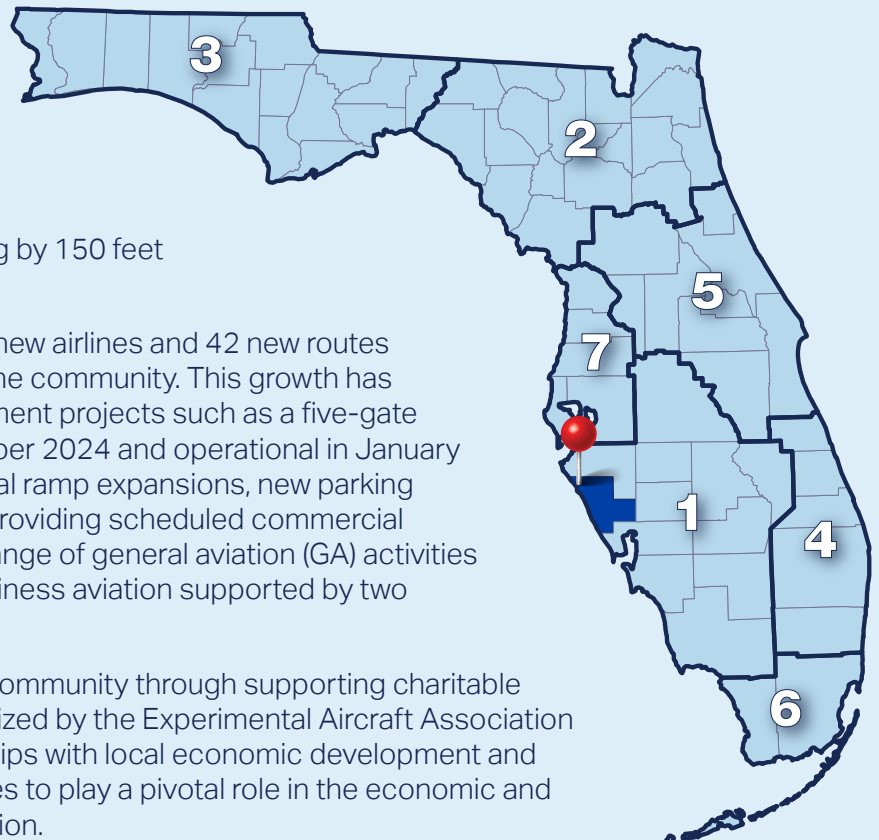 3
2
g by 150 feet
5
new airlines and 42 new routes
7
ne community. This growth has
ment projects such as a five-gate
ber 2024 and operational in January
al ramp expansions, new parking
roviding scheduled commercial
1
ange of general aviation (GA) activities
4
iness aviation supported by two
ommunity through supporting charitable
6
ized by the Experimental Aircraft Association
ips with local economic development and
es to play a pivotal role in the economic and
ion.